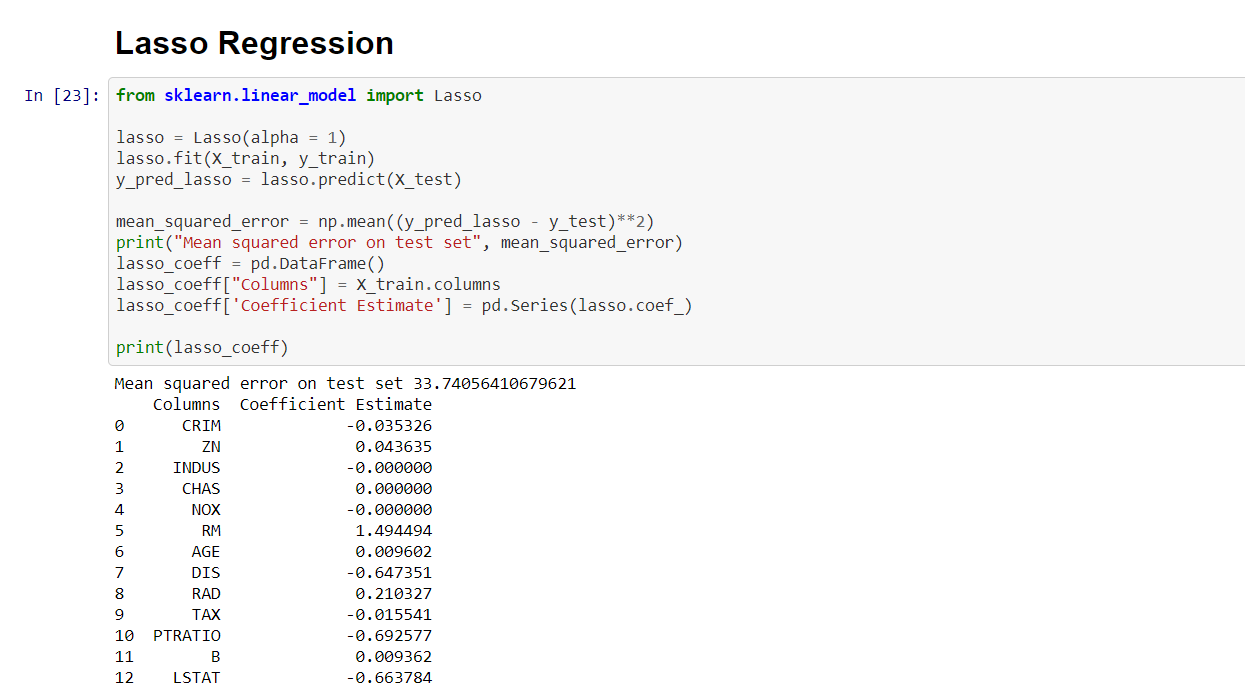 Lasso Regression
In [23]: from sklearn.linear_model import Lasso
lasso = Lasso(alpha = 1)
lasso.fit(X_train, y_train)
y_pred_lasso = lasso.predict(X_test)
mean_squared_error = np.mean((y_pred_lasso - y_test)**2)
print("Mean squared error on test set", mean_squared_error)
lasso_coeff = pd.DataFrame()
lasso_coeff["Columns"] = X_train.columns
lasso_coeff['Coefficient Estimate'] = pd.Series(lasso.coef_)
print(lasso_coeff)
Mean squared error on test set 33.74056410679621
Columns Coefficient Estimate
0 CRIM -0.035326
1 ZN 0.043635
2 INDUS -0.000000
3 CHAS 0.000000
4 NOX -0.000000
5 RM 1.494494
6 AGE 0.009602
7 DIS -0.647351
8 RAD 0.210327
9 TAX -0.015541
10 PTRATIO -0.692577
11 B 0.009362
12 LSTAT -0.663784